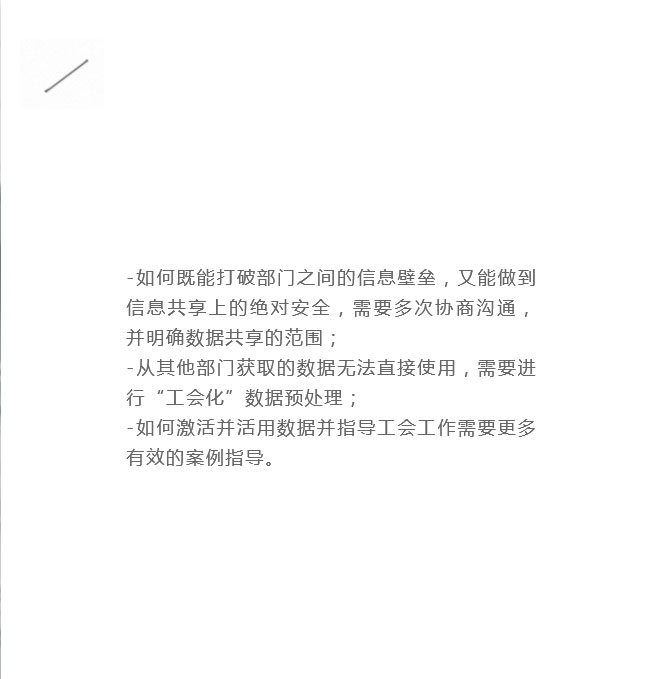 -如何既能打破部门之间的信息壁垒，又能做到
信息共享上的绝对安全，需要多次协商沟通，
并明确数据共享的范围；
-从其他部门获取的数据无法直接使用，需要进
行“工会化”数据预处理；
-如何激活并活用数据并指导工会工作需要更多
有效的案例指导。